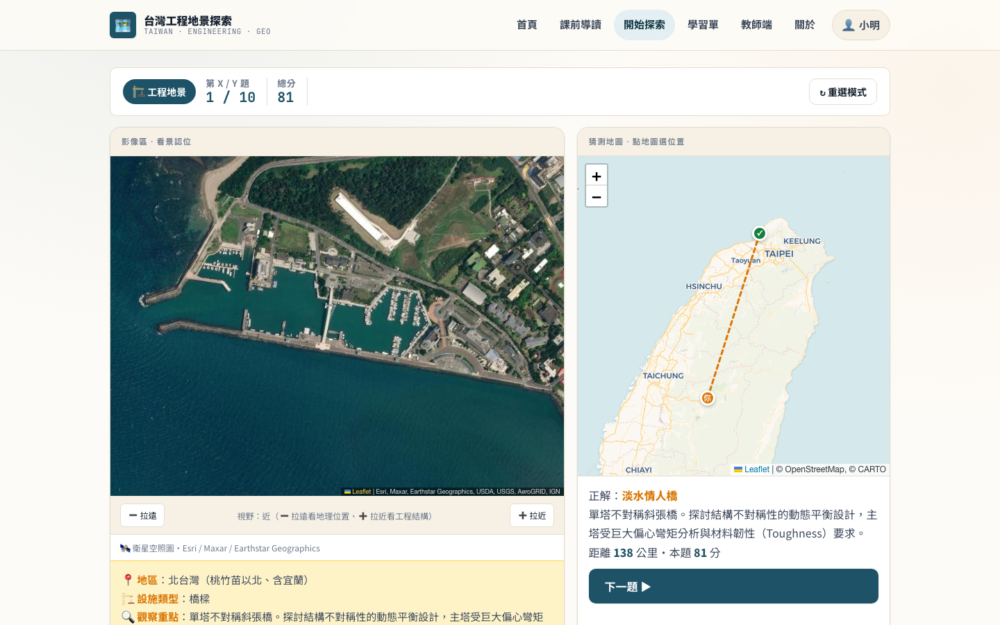 台灣工程地景探索
TAIWAN · ENGINEERING · GEO
首頁
課前導讀
開始探索
學習單
教師端
關於
小明
工程地景
第 X / Y 題
1 / 10
總分
81
↻ 重選模式
影像區 · 看景認位
Leaflet | Esri, Maxar, Earthstar Geographics, USDA, USGS, AeroGRID, IGN
拉遠
視野：近（➖ 拉遠看地理位置、➕ 拉近看工程結構）
拉近
衛星空照圖・Esri / Maxar / Earthstar Geographics
地區：北台灣（桃竹苗以北、含宜蘭）
設施類型：橋樑
觀察重點：單塔不對稱斜張橋。探討結構不對稱性的動態平衡設計，主塔受巨大偏心彎矩
猜測地圖 · 點地圖選位置
+
−
KEELUNG
TAIPEI
Taoyuan
HSINCHU
TAICHUNG
你
CHIAYI
Leaflet | © OpenStreetMap, © CARTO
正解：淡水情人橋
單塔不對稱斜張橋。探討結構不對稱性的動態平衡設計，主
塔受巨大偏心彎矩分析與材料韌性（Toughness）要求。
距離 138 公里・本題 81 分
下一題 ▶